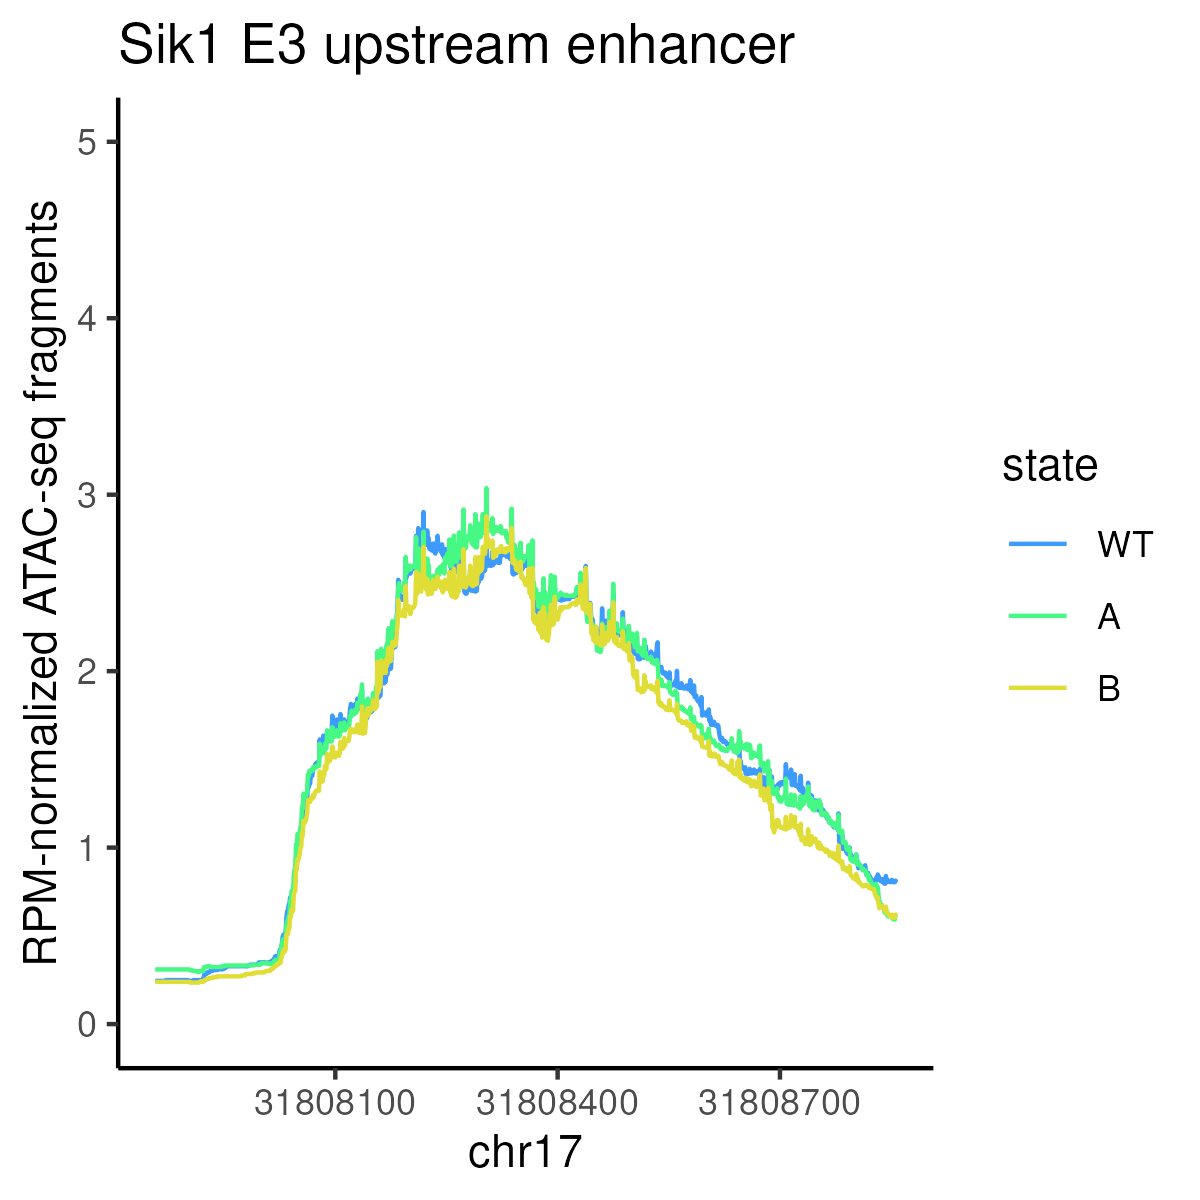 Sik1 E3 upstream enhancer
RPM-normalized ATAC-seq fragments
5
4
3
2
1
0
31808100 31808400 31808700
chr17
state
WT
A
B